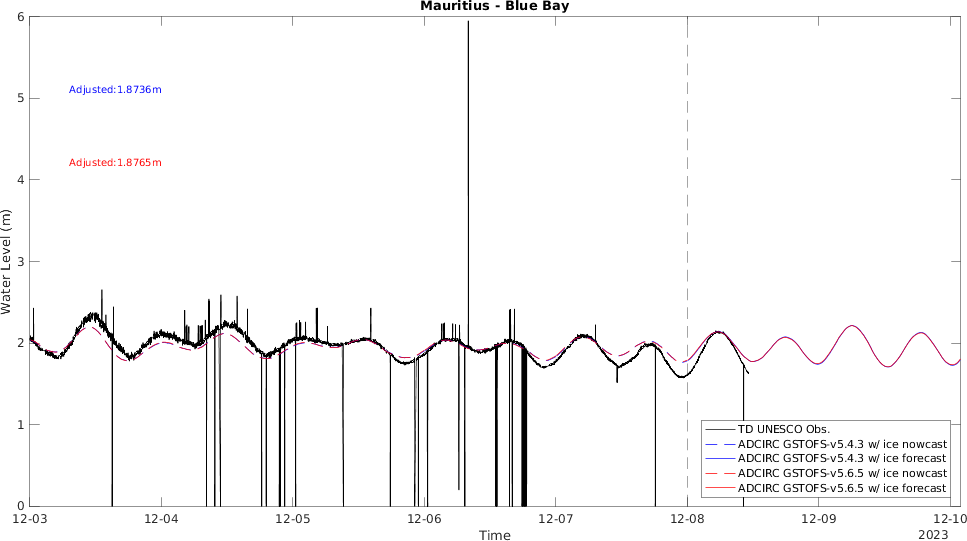 Mauritius - Blue Bay
6
5
4
3
2
1
0
Water Level (m)
Adjusted:1.8736m
Adjusted:1.8765m
TD UNESCO Obs.
ADCIRC GSTOFS-v5.4.3 w/ ice nowcast
ADCIRC GSTOFS-v5.4.3 w/ ice forecast
ADCIRC GSTOFS-v5.6.5 w/ ice nowcast
ADCIRC GSTOFS-v5.6.5 w/ ice forecast
12-03 12-04 12-05 12-06 12-07 12-08 12-09 12-10
Time
2023